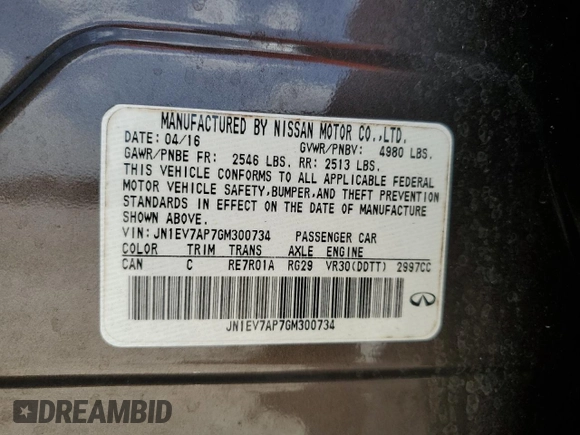 MANUFACTURED BY NISSAN MOTOR CO.,LTD.
DATE: 04/16 GVWR/PNBV: 4980 LBS.
GAWR/PNBE FR: 2546 LBS. RR: 2513 LBS.
THIS VEHICLE CONFORMS TO ALL APPLICABLE FEDERAL
MOTOR VEHICLE SAFETY,BUMPER,AND THEFT PREVENTION
STANDARDS IN EFFECT ON THE DATE OF MANUFACTURE
SHOWN ABOVE.
VIN: JN1EV7AP7GM300734 PASSENGER CAR
COLOR TRIM TRANS AXLE ENGINE
CAN C RE7R01A RG29 VR30(DDTT) 2997CC
JN1EV7AP7GM300734
DREAMBID